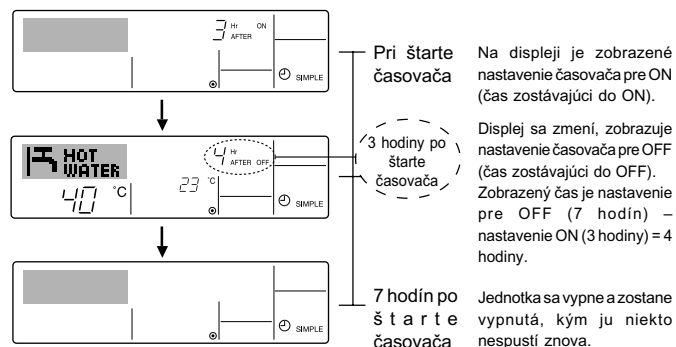 3 Hr ON
AFTER
SIMPLE
Pri štarte
časovača
Na displeji je zobrazené
nastavenie časovača pre ON
(čas zostávajúci do ON).
HOT
WATER
40 °C
4 Hr
AFTER OFF
23 °C
SIMPLE
3 hodiny po
štarte
časovača
Displej sa zmení, zobrazuje
nastavenie časovača pre OFF
(čas zostávajúci do OFF).
Zobrazený čas je nastavenie
pre OFF (7 hodín) –
nastavenie ON (3 hodiny) = 4
hodiny.
SIMPLE
7 hodín po
štarte
časovača
Jednotka sa vypne a zostane
vypnutá, kým ju niekto
nespustí znova.